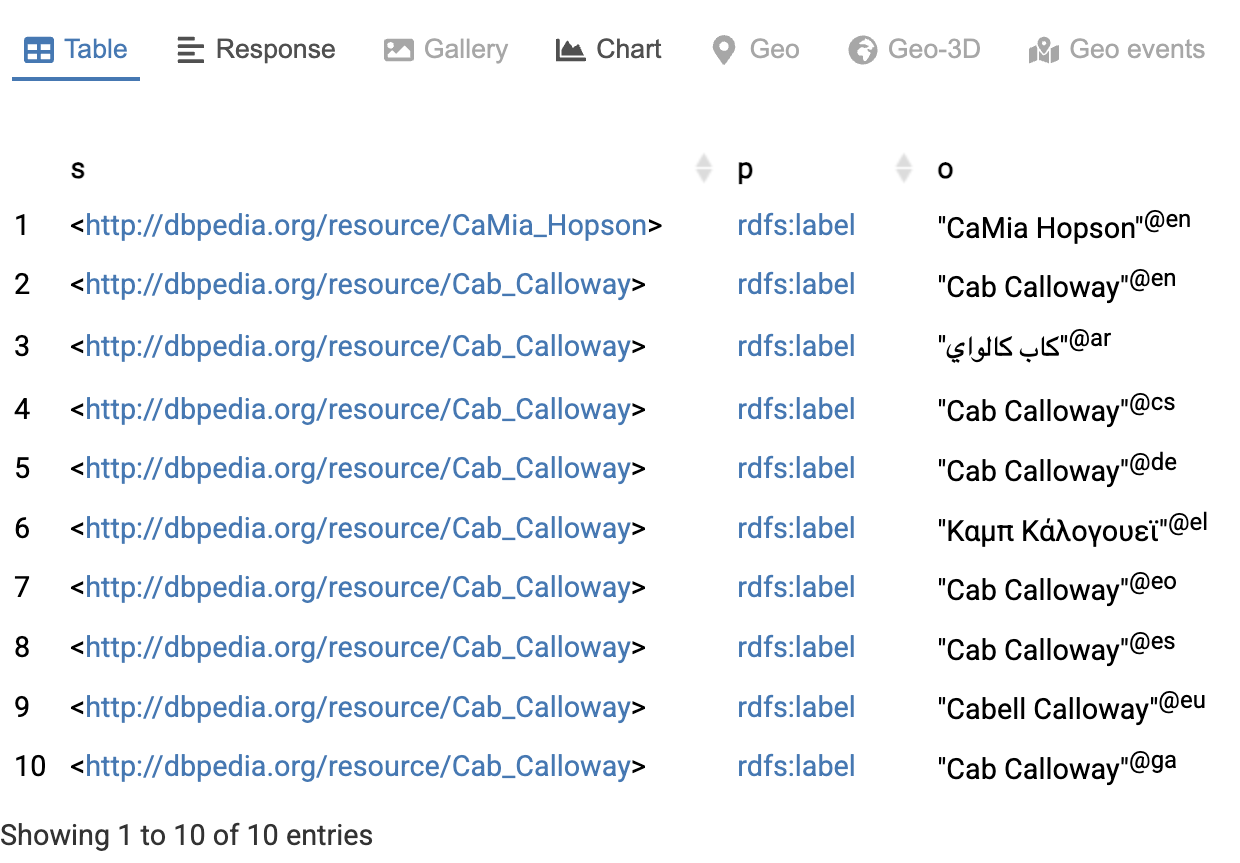 Table Response Gallery Chart Geo Geo-3D Geo events
s p o
1 <http://dbpedia.org/resource/CaMia_Hopson> rdfs:label "CaMia Hopson"@en
2 <http://dbpedia.org/resource/Cab_Calloway> rdfs:label "Cab Calloway"@en
3 <http://dbpedia.org/resource/Cab_Calloway> rdfs:label "كاب كالواي"@ar
4 <http://dbpedia.org/resource/Cab_Calloway> rdfs:label "Cab Calloway"@cs
5 <http://dbpedia.org/resource/Cab_Calloway> rdfs:label "Cab Calloway"@de
6 <http://dbpedia.org/resource/Cab_Calloway> rdfs:label "Καμπ Κάλογουεϊ"@el
7 <http://dbpedia.org/resource/Cab_Calloway> rdfs:label "Cab Calloway"@eo
8 <http://dbpedia.org/resource/Cab_Calloway> rdfs:label "Cab Calloway"@es
9 <http://dbpedia.org/resource/Cab_Calloway> rdfs:label "Cabell Calloway"@eu
10 <http://dbpedia.org/resource/Cab_Calloway> rdfs:label "Cab Calloway"@ga
Showing 1 to 10 of 10 entries